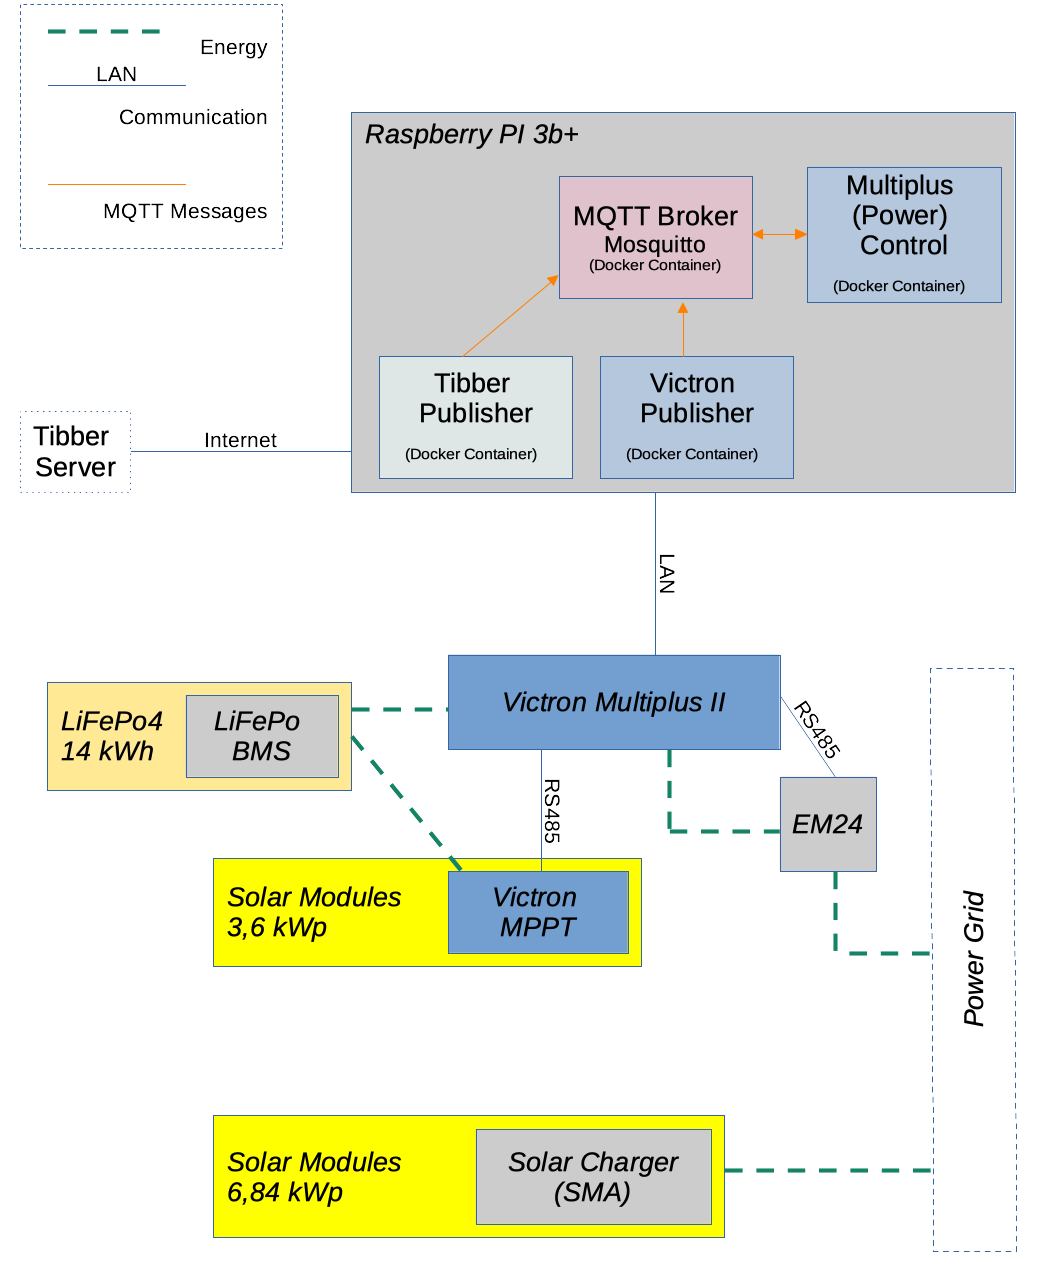 Energy
LAN
Communication
MQTT Messages
Raspberry PI 3b+
MQTT Broker
Mosquitto
(Docker Container)
Multiplus
(Power)
Control
(Docker Container)
Tibber
Publisher
(Docker Container)
Victron
Publisher
(Docker Container)
Tibber
Server
Internet
LAN
Victron Multiplus II
LiFePo4
14 kWh
LiFePo
BMS
RS485
RS485
EM24
Solar Modules
3,6 kWp
Victron
MPPT
Power Grid
Solar Modules
6,84 kWp
Solar Charger
(SMA)